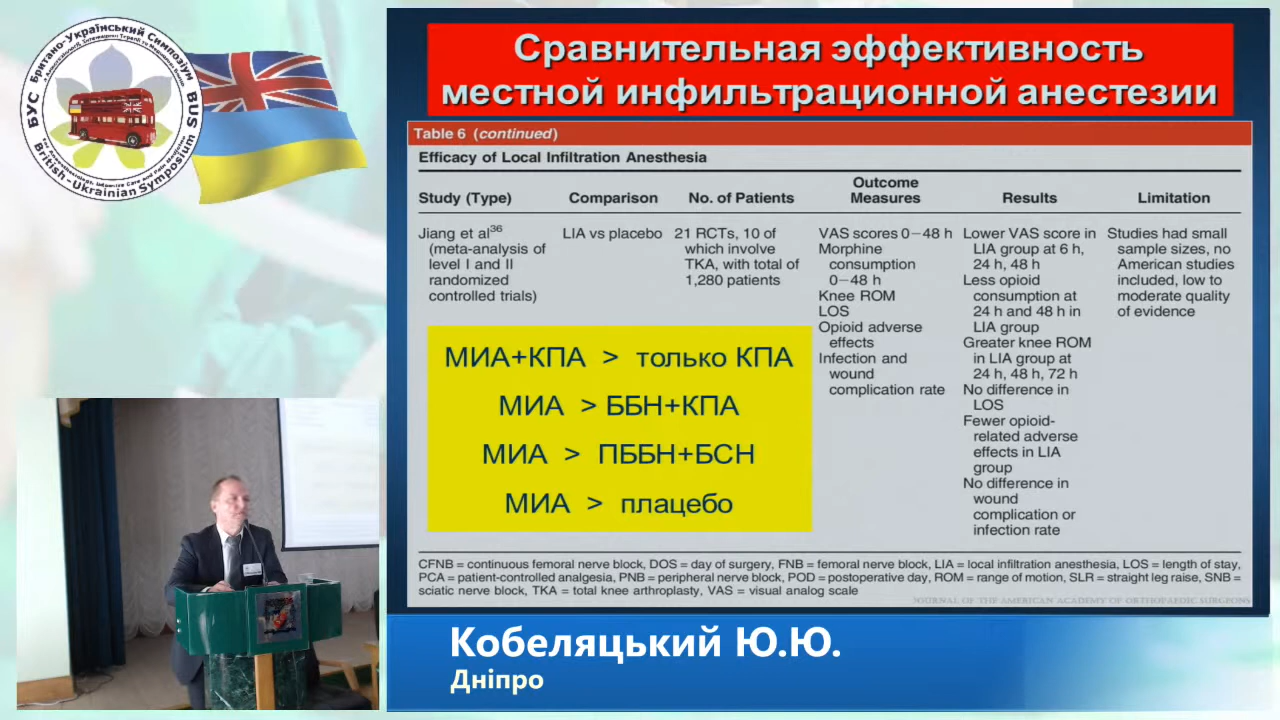 Британо-Український Симпозіум
БУС
BUS
British-Ukrainian Symposium
Сравнительная эффективность
местной инфильтрационной анестезии
Table 6 (continued)
Efficacy of Local Infiltration Anesthesia
Study (Type)
Comparison
No. of Patients
Outcome
Measures
Results
Limitation
Jiang et al36
(meta-analysis of
level I and II
randomized
controlled trials)
LIA vs placebo
21 RCTs, 10 of
which involve
TKA, with total of
1,280 patients
VAS scores 0–48 h
Morphine
consumption
0–48 h
Knee ROM
LOS
Opioid adverse
effects
Infection and
wound
complication rate
Lower VAS score in
LIA group at 6 h,
24 h, 48 h
Less opioid
consumption at
24 h and 48 h in
LIA group
Greater knee ROM
in LIA group at
24 h, 48 h, 72 h
No difference in
LOS
Fewer opioid-
related adverse
effects in LIA
group
No difference in
wound
complication or
infection rate
Studies had small
sample sizes, no
American studies
included, low to
moderate quality
of evidence
МИА+КПА > только КПА
МИА > ББН+КПА
МИА > ПББН+БСН
МИА > плацебо
CFNB = continuous femoral nerve block, DOS = day of surgery, FNB = femoral nerve block, LIA = local infiltration anesthesia, LOS = length of stay,
PCA = patient-controlled analgesia, PNB = peripheral nerve block, POD = postoperative day, ROM = range of motion, SLR = straight leg raise, SNB =
sciatic nerve block, TKA = total knee arthroplasty, VAS = visual analog scale
JOURNAL OF THE AMERICAN ACADEMY OF ORTHOPAEDIC SURGEONS
Кобеляцький Ю.Ю.
Дніпро